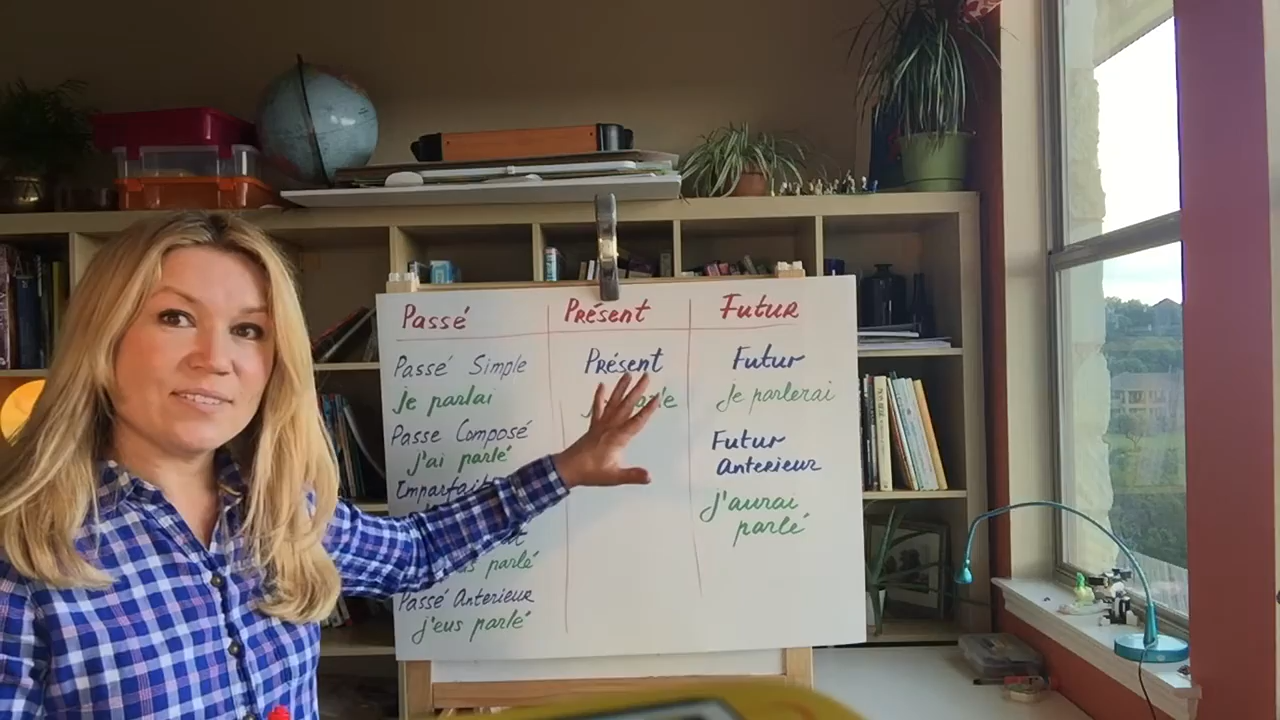 Passé
Passé Simple
Je parlai
Passe Composé
j'ai parlé
Imparfait
parlé
Passé Anterieur
j'eus parlé
Présent
Présent
Futur
Futur
Je parlerai
Futur
Anterieur
j'aurai
parlé